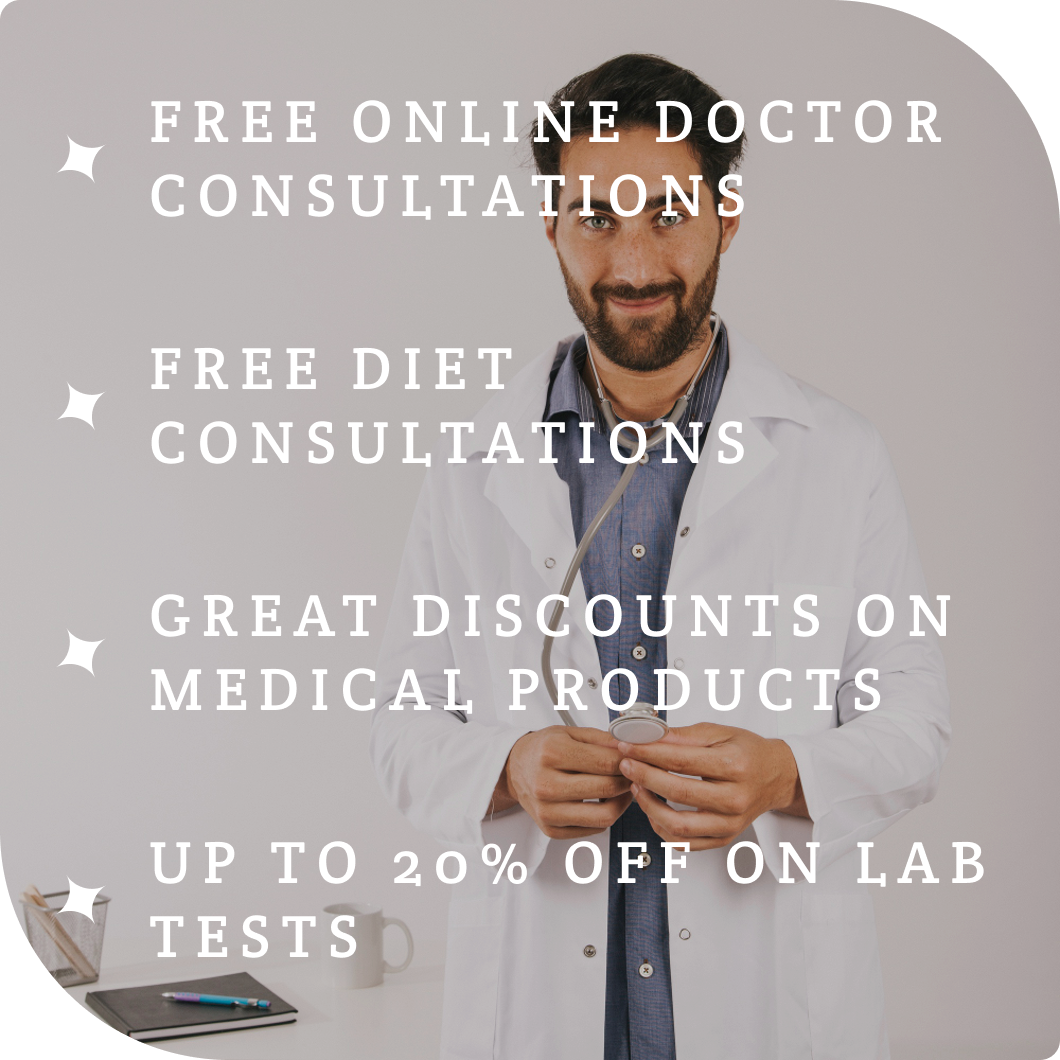 FREE ONLINE DOCTOR
CONSULTATIONS
FREE DIET
CONSULTATIONS
GREAT DISCOUNTS ON
MEDICAL PRODUCTS
UP TO 20% OFF ON LAB
TESTS